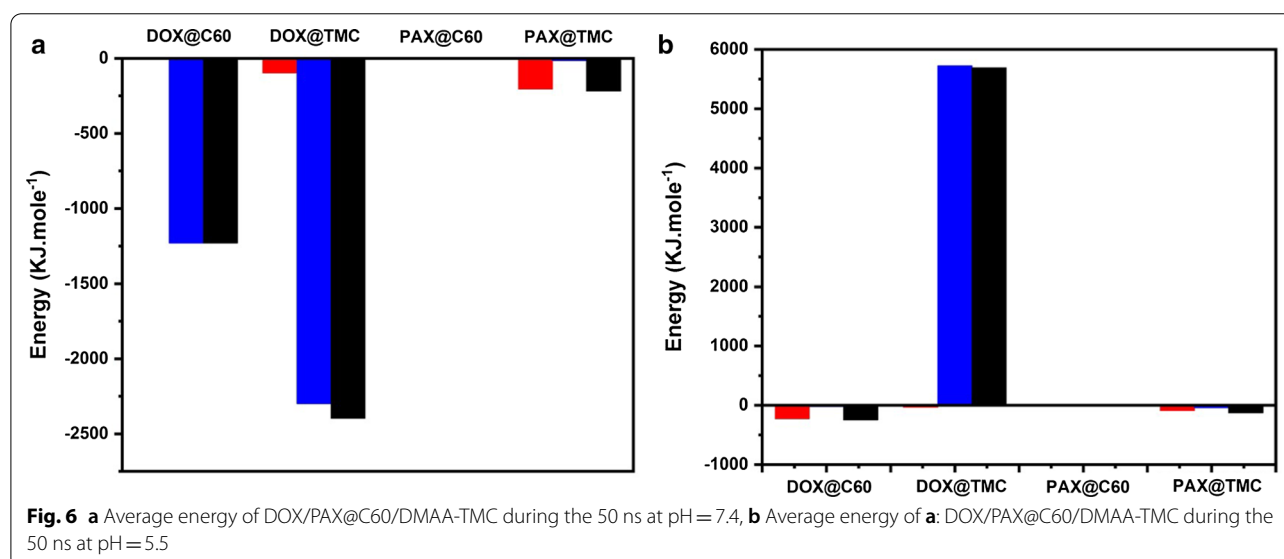 a
DOX@C60 DOX@TMC PAX@C60 PAX@TMC
0
-500
-1000
-1500
-2000
-2500
Energy (KJ.mole-1)
b
6000
5000
4000
3000
2000
1000
0
-1000
Energy (KJ.mole-1)
DOX@C60 DOX@TMC PAX@C60 PAX@TMC
Fig. 6 a Average energy of DOX/PAX@C60/DMAA-TMC during the 50 ns at pH = 7.4, b Average energy of a: DOX/PAX@C60/DMAA-TMC during the
50 ns at pH = 5.5